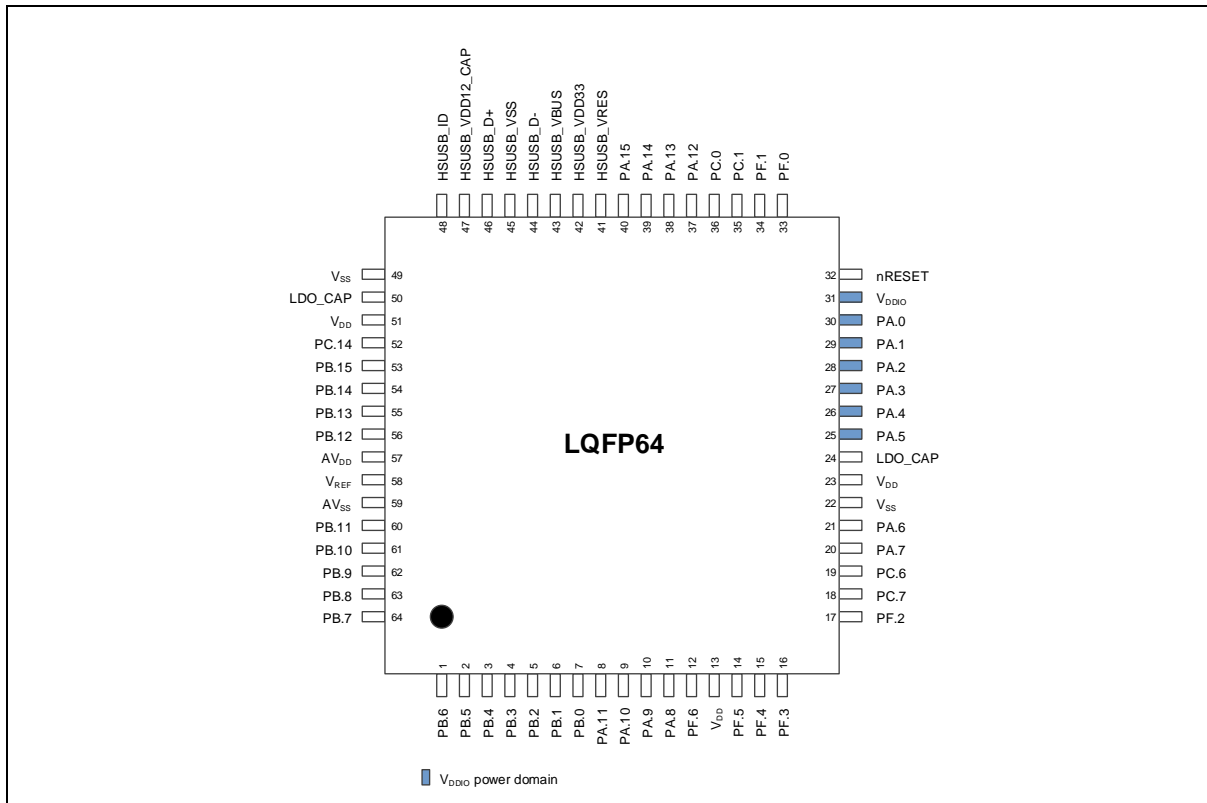 HSUSB_ID
HSUSB_VDD12_CAP
HSUSB_D+
HSUSB_VSS
HSUSB_D-
HSUSB_VBUS
HSUSB_VDD33
HSUSB_VRES
PA.15
PA.14
PA.13
PA.12
PC.0
PC.1
PF.1
PF.0
48 47 46 45 44 43 42 41 40 39 38 37 36 35 34 33
VSS 49
LDO_CAP 50
VDD 51
PC.14 52
PB.15 53
PB.14 54
PB.13 55
PB.12 56
AVDD 57
VREF 58
AVSS 59
PB.11 60
PB.10 61
PB.9 62
PB.8 63
PB.7 64
LQFP64
32 nRESET
31 VDDIO
30 PA.0
29 PA.1
28 PA.2
27 PA.3
26 PA.4
25 PA.5
24 LDO_CAP
23 VDD
22 VSS
21 PA.6
20 PA.7
19 PC.6
18 PC.7
17 PF.2
1 2 3 4 5 6 7 8 9 10 11 12 13 14 15 16
PB.6
PB.5
PB.4
PB.3
PB.2
PB.1
PB.0
PA.11
PA.10
PA.9
PA.8
PF.6
VDD
PF.5
PF.4
PF.3
VDDIO power domain